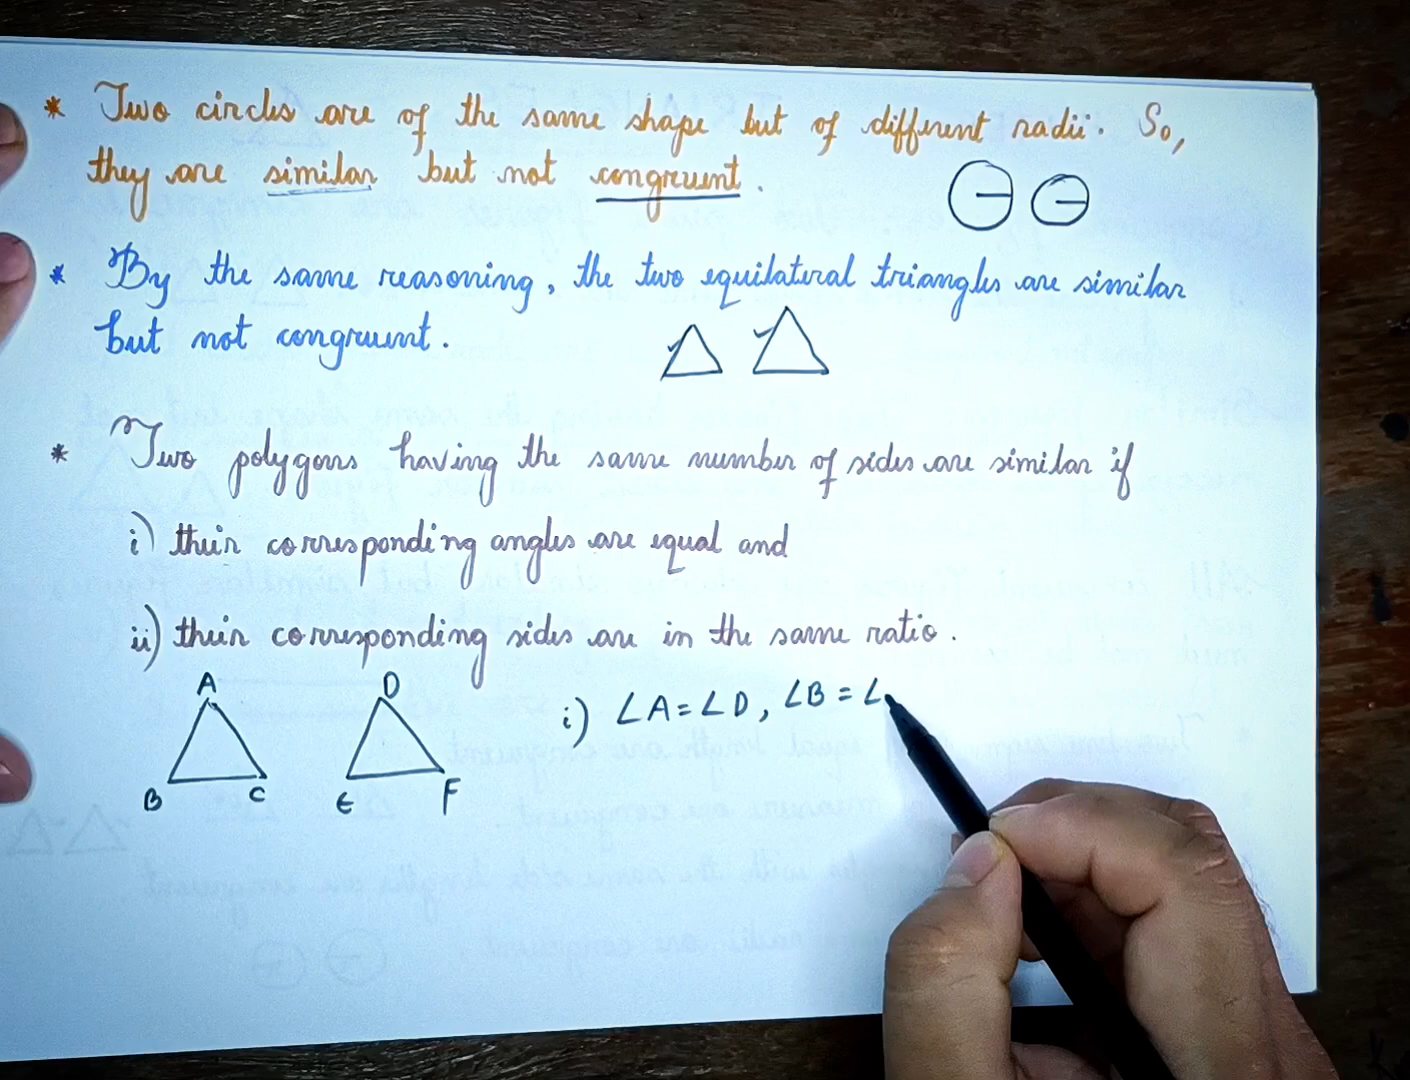 * Two circles are of the same shape but of different radii. So,
they are similar but not congruent.
* By the same reasoning, the two equilateral triangles are similar
but not congruent.
* Two polygons having the same number of sides are similar if
i) their corresponding angles are equal and
ii) their corresponding sides are in the same ratio.
A D
i) ∠A = ∠D, ∠B = ∠
B C E F